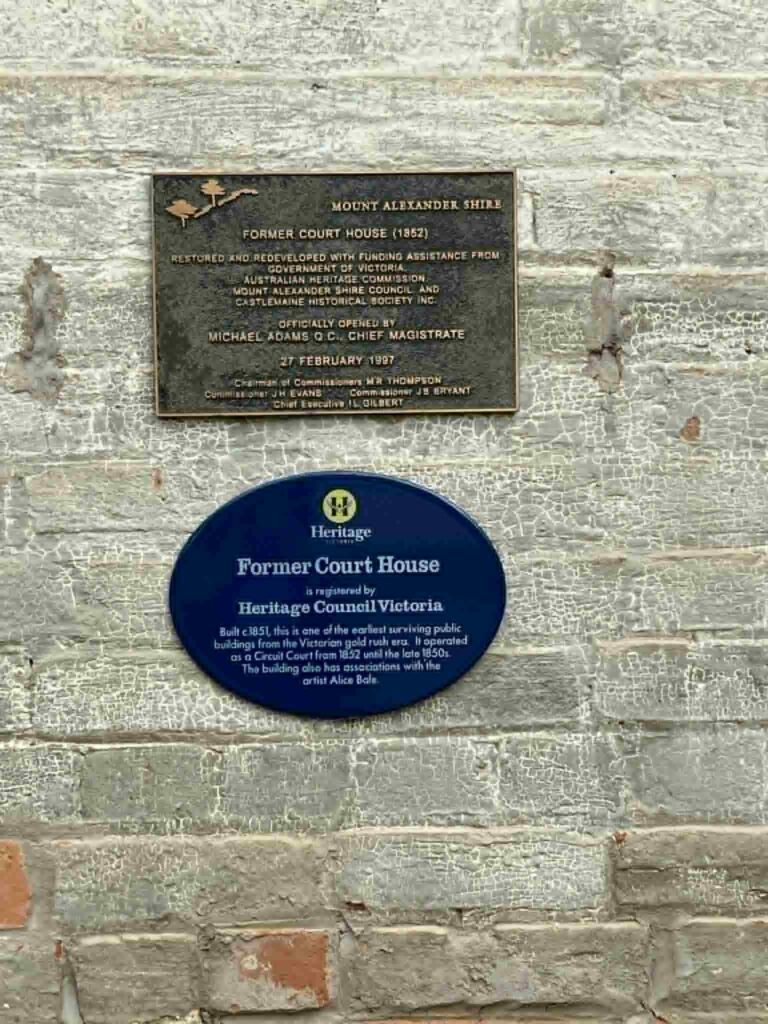 MOUNT ALEXANDER SHIRE
FORMER COURT HOUSE (1852)
RESTORED AND REDEVELOPED WITH FUNDING ASSISTANCE FROM
GOVERNMENT OF VICTORIA,
AUSTRALIAN HERITAGE COMMISSION
MOUNT ALEXANDER SHIRE COUNCIL AND
CASTLEMAINE HISTORICAL SOCIETY INC.
OFFICIALLY OPENED BY
MICHAEL ADAMS Q.C., CHIEF MAGISTRATE
27 FEBRUARY 1997
Chairman of Commissioners M R THOMPSON
Commissioner J H EVANS Commissioner J S BRYANT
Chief Executive I L GILBERT
H
Heritage
VICTORIA
Former Court House
is registered by
Heritage Council Victoria
Built c.1851, this is one of the earliest surviving public
buildings from the Victorian gold rush era. It operated
as a Circuit Court from 1852 until the late 1850s.
The building also has associations with the
artist Alice Bale.